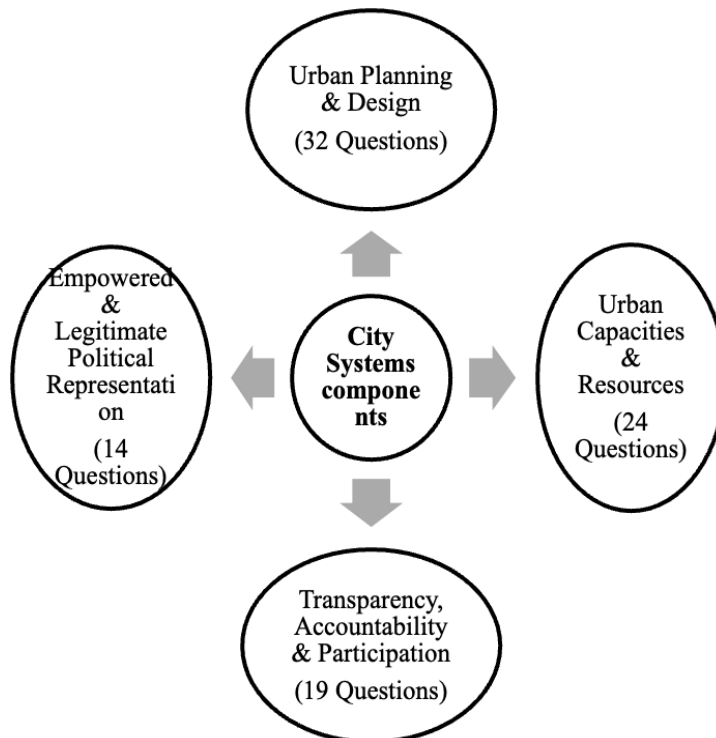 Urban Planning
& Design
(32 Questions)
Empowered
&
Legitimate
Political
Representati
on
(14
Questions)
City
Systems
compone
nts
Urban
Capacities
&
Resources
(24
Questions)
Transparency,
Accountability
& Participation
(19 Questions)